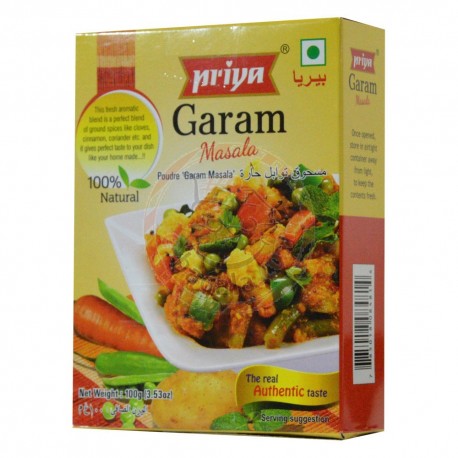 priya
®
بيريا
Garam
Masala
Poudre 'Garam Masala'
مسحوق توابل حارة
This fresh aromatic
blend is a perfect blend
of ground spices like cloves,
cinnamon, coriander etc. and
it gives perfect taste to your dish
like your home made...!!
100%
Natural
Net Weight: 100g (3.53oz)
The real
Authentic taste
Serving suggestion
priya
Garam
Masala
Once opened,
store in airtight
container away
from light,
to keep the
contents fresh.